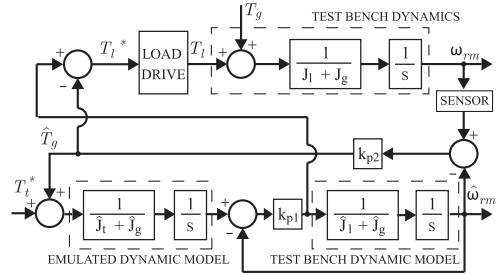 T_g
TEST BENCH DYNAMICS
+ T_l * LOAD DRIVE T_l + + 1 / J_l + J_g 1 / s ω_rm
−
SENSOR
T̂_g
+
k_p2
−
T_t* + + 1 / Ĵ_t + Ĵ_g 1 / s + − k_p1 1 / Ĵ_l + Ĵ_g 1 / s ω̂_rm
EMULATED DYNAMIC MODEL
TEST BENCH DYNAMIC MODEL